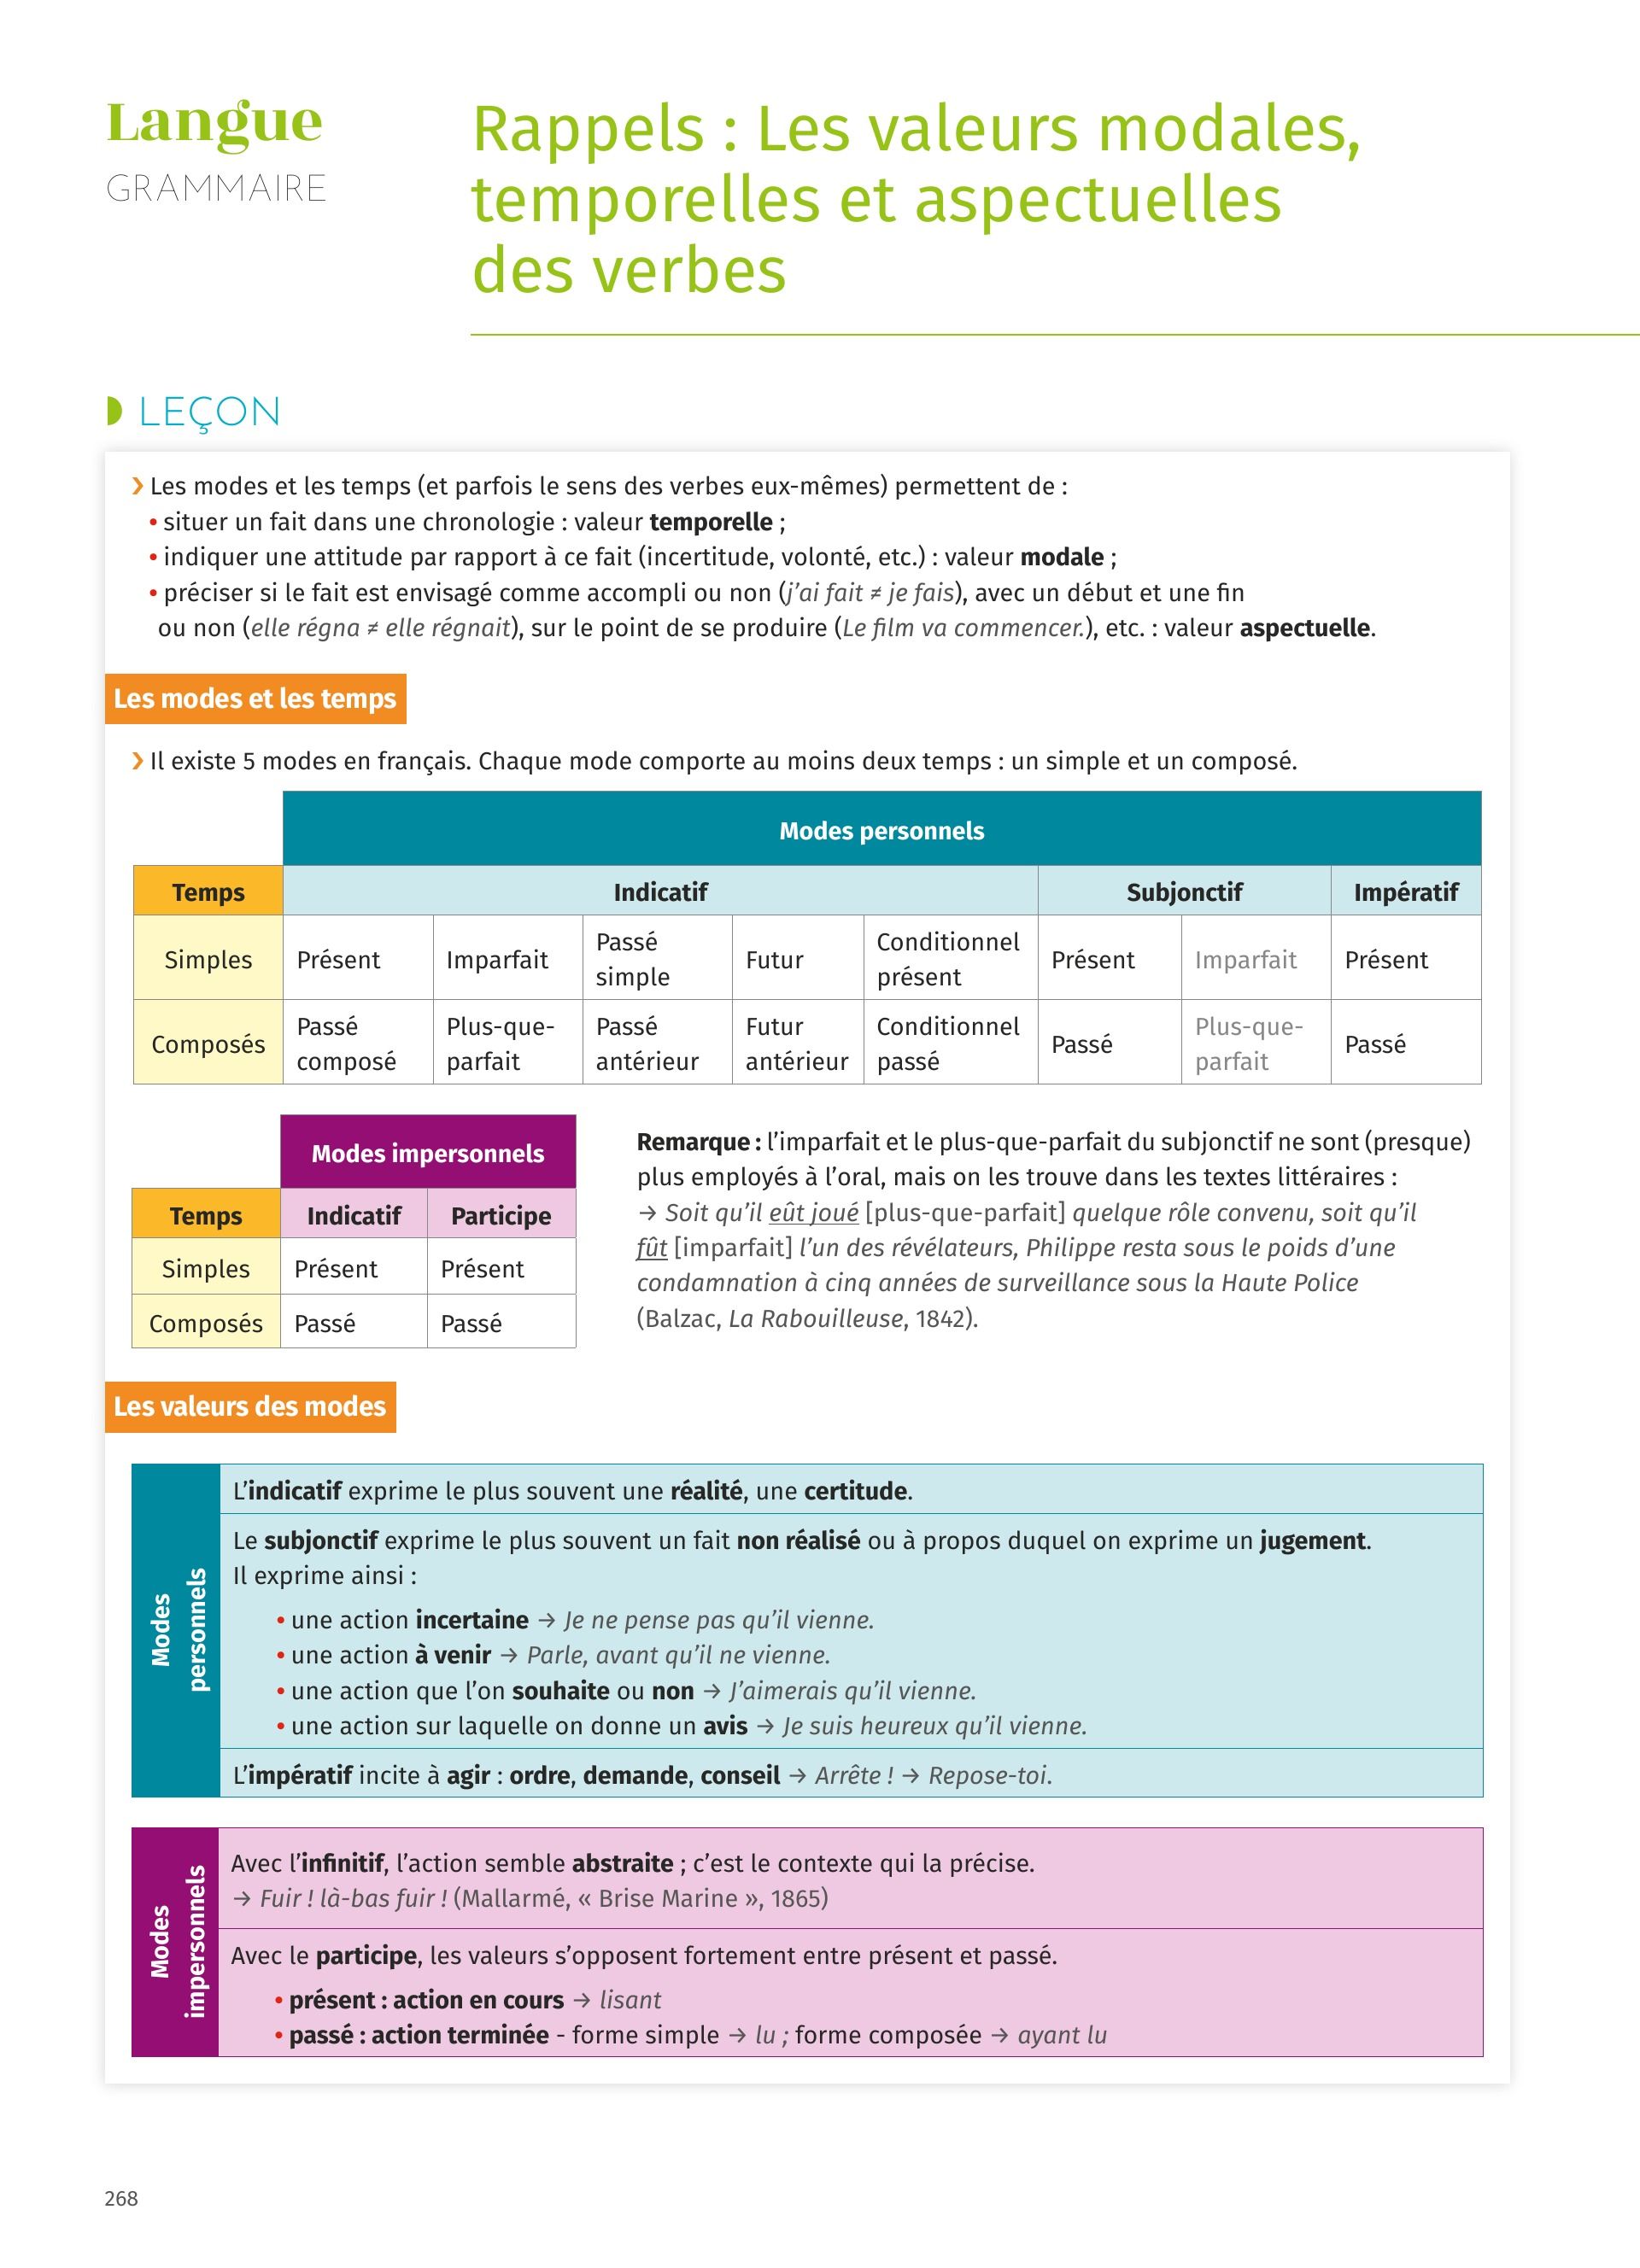 Langue
GRAMMAIRE
Rappels : Les valeurs modales,
temporelles et aspectuelles
des verbes
LEÇON
› Les modes et les temps (et parfois le sens des verbes eux-mêmes) permettent de :
• situer un fait dans une chronologie : valeur temporelle ;
• indiquer une attitude par rapport à ce fait (incertitude, volonté, etc.) : valeur modale ;
• préciser si le fait est envisagé comme accompli ou non (j’ai fait ≠ je fais), avec un début et une fin
ou non (elle régna ≠ elle régnait), sur le point de se produire (Le film va commencer.), etc. : valeur aspectuelle.
Les modes et les temps
› Il existe 5 modes en français. Chaque mode comporte au moins deux temps : un simple et un composé.
Modes personnels
Temps Indicatif Subjonctif Impératif
Simples Présent Imparfait Passé simple Futur Conditionnel présent Présent Imparfait Présent
Composés Passé composé Plus-que-parfait Passé antérieur Futur antérieur Conditionnel passé Passé Plus-que-parfait Passé
Modes impersonnels
Temps Indicatif Participe
Simples Présent Présent
Composés Passé Passé
Remarque : l’imparfait et le plus-que-parfait du subjonctif ne sont (presque)
plus employés à l’oral, mais on les trouve dans les textes littéraires :
→ Soit qu’il eût joué [plus-que-parfait] quelque rôle convenu, soit qu’il
fût [imparfait] l’un des révélateurs, Philippe resta sous le poids d’une
condamnation à cinq années de surveillance sous la Haute Police
(Balzac, La Rabouilleuse, 1842).
Les valeurs des modes
Modes
personnels
L’indicatif exprime le plus souvent une réalité, une certitude.
Le subjonctif exprime le plus souvent un fait non réalisé ou à propos duquel on exprime un jugement.
Il exprime ainsi :
• une action incertaine → Je ne pense pas qu’il vienne.
• une action à venir → Parle, avant qu’il ne vienne.
• une action que l’on souhaite ou non → J’aimerais qu’il vienne.
• une action sur laquelle on donne un avis → Je suis heureux qu’il vienne.
L’impératif incite à agir : ordre, demande, conseil → Arrête ! → Repose-toi.
Modes
impersonnels
Avec l’infinitif, l’action semble abstraite ; c’est le contexte qui la précise.
→ Fuir ! là-bas fuir ! (Mallarmé, « Brise Marine », 1865)
Avec le participe, les valeurs s’opposent fortement entre présent et passé.
• présent : action en cours → lisant
• passé : action terminée - forme simple → lu ; forme composée → ayant lu
268